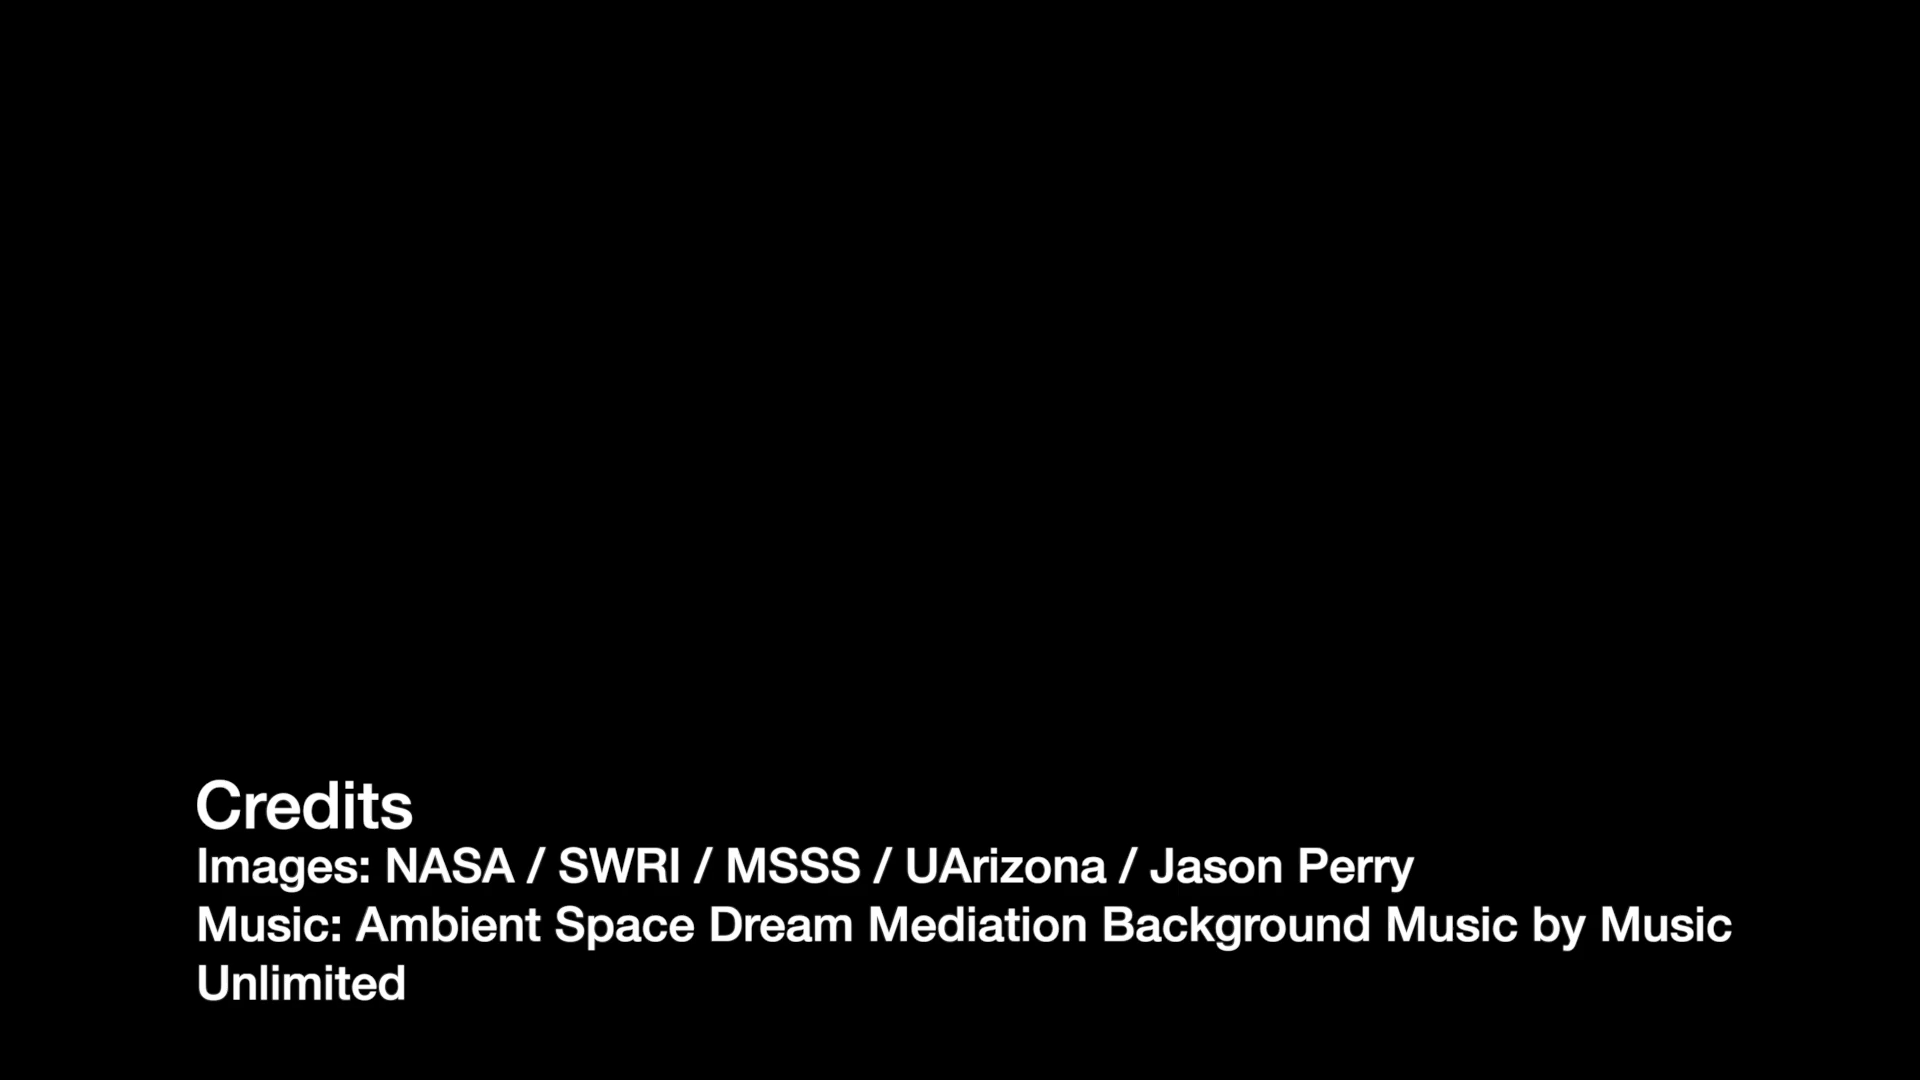 Credits
Images: NASA / SWRI / MSSS / UArizona / Jason Perry
Music: Ambient Space Dream Mediation Background Music by Music
Unlimited